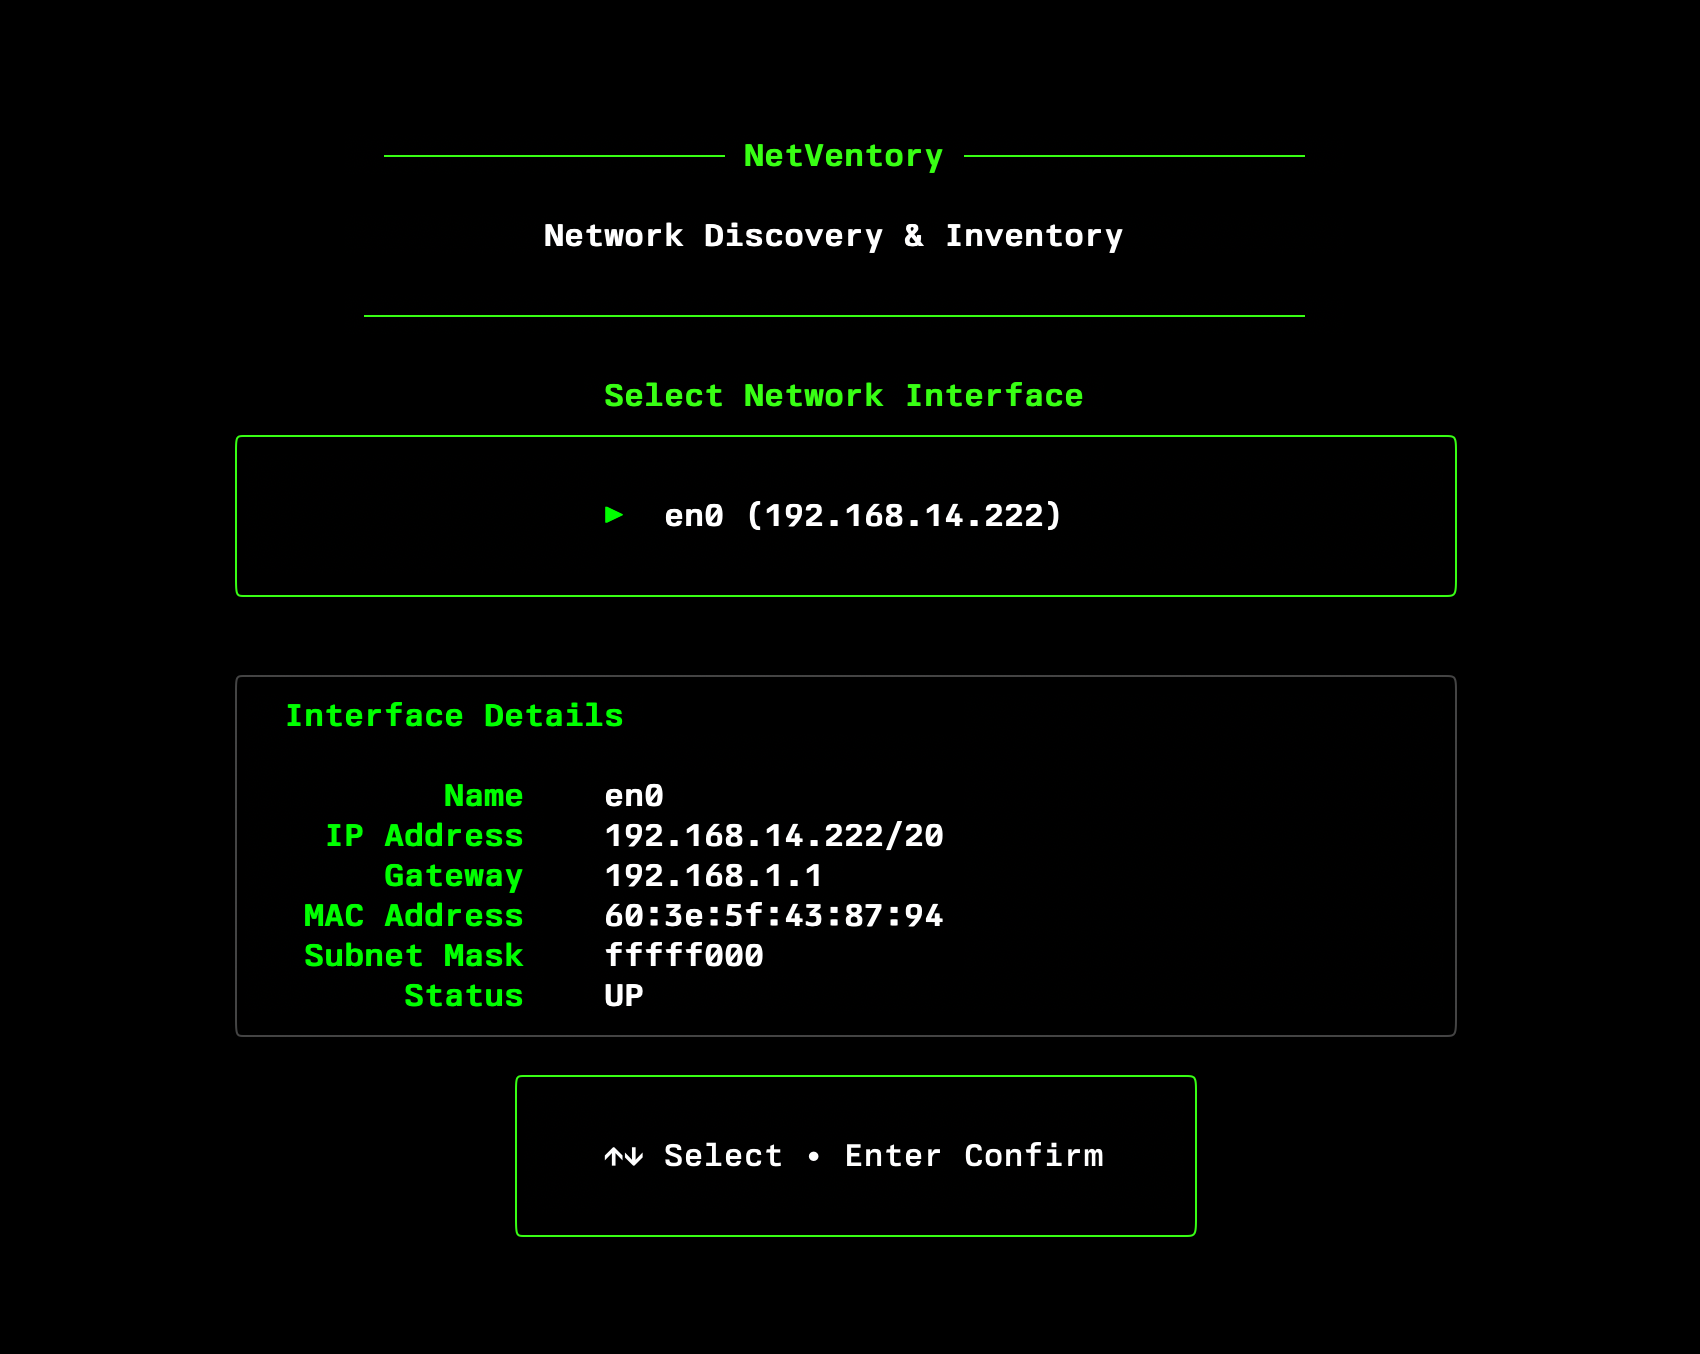 NetVentory
Network Discovery & Inventory
Select Network Interface
▶ en0 (192.168.14.222)
Interface Details
Name en0
IP Address 192.168.14.222/20
Gateway 192.168.1.1
MAC Address 60:3e:5f:43:87:94
Subnet Mask fffff000
Status UP
↑↓ Select • Enter Confirm